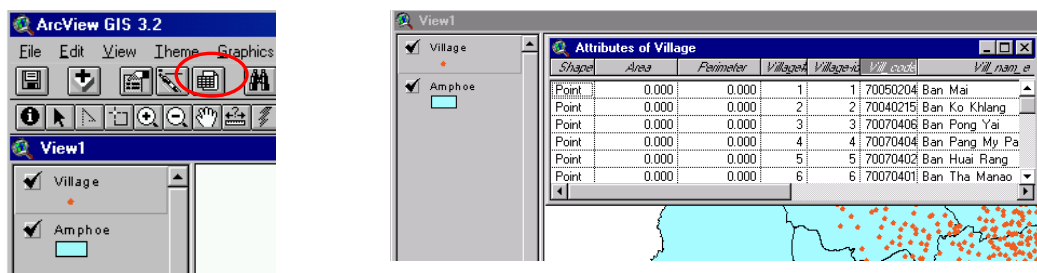 ArcView GIS 3.2
File Edit View Theme Graphics
View1
Village
Amphoe
View1
Village
Amphoe
Attributes of Village
Shape Area Perimeter Village# Village-id Vill_code Vill_nam_e
Point 0.000 0.000 1 1 70050204 Ban Mai
Point 0.000 0.000 2 2 70040215 Ban Ko Khlang
Point 0.000 0.000 3 3 70070406 Ban Pong Yai
Point 0.000 0.000 4 4 70070404 Ban Pang My Pa
Point 0.000 0.000 5 5 70070402 Ban Huai Rang
Point 0.000 0.000 6 6 70070401 Ban Tha Manao